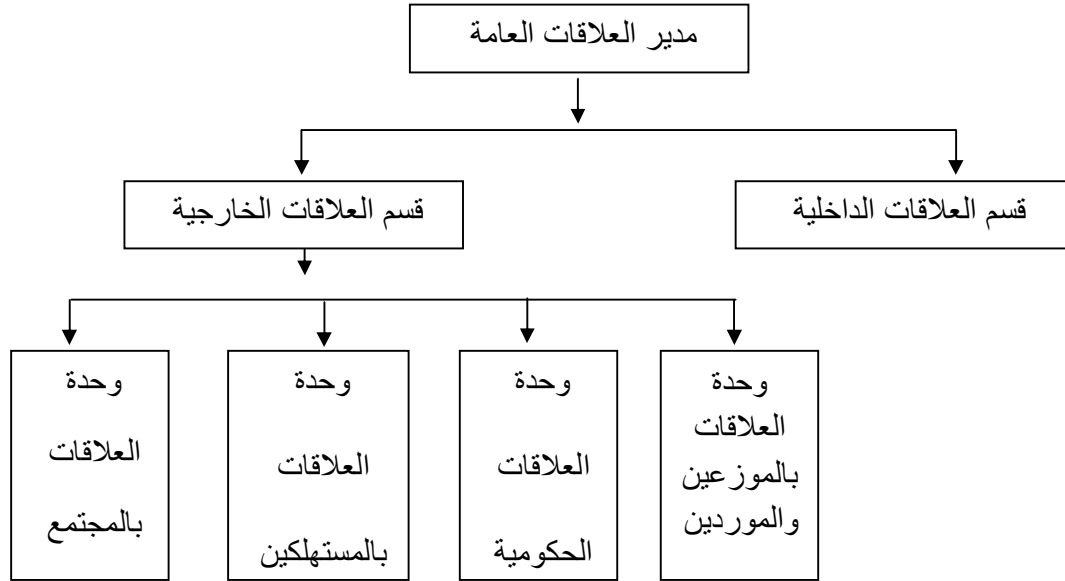 مدير العلاقات العامة
قسم العلاقات الداخلية
قسم العلاقات الخارجية
وحدة
العلاقات
بالموزعين
والموردين
وحدة
العلاقات
الحكومية
وحدة
العلاقات
بالمستهلكين
وحدة
العلاقات
بالمجتمع